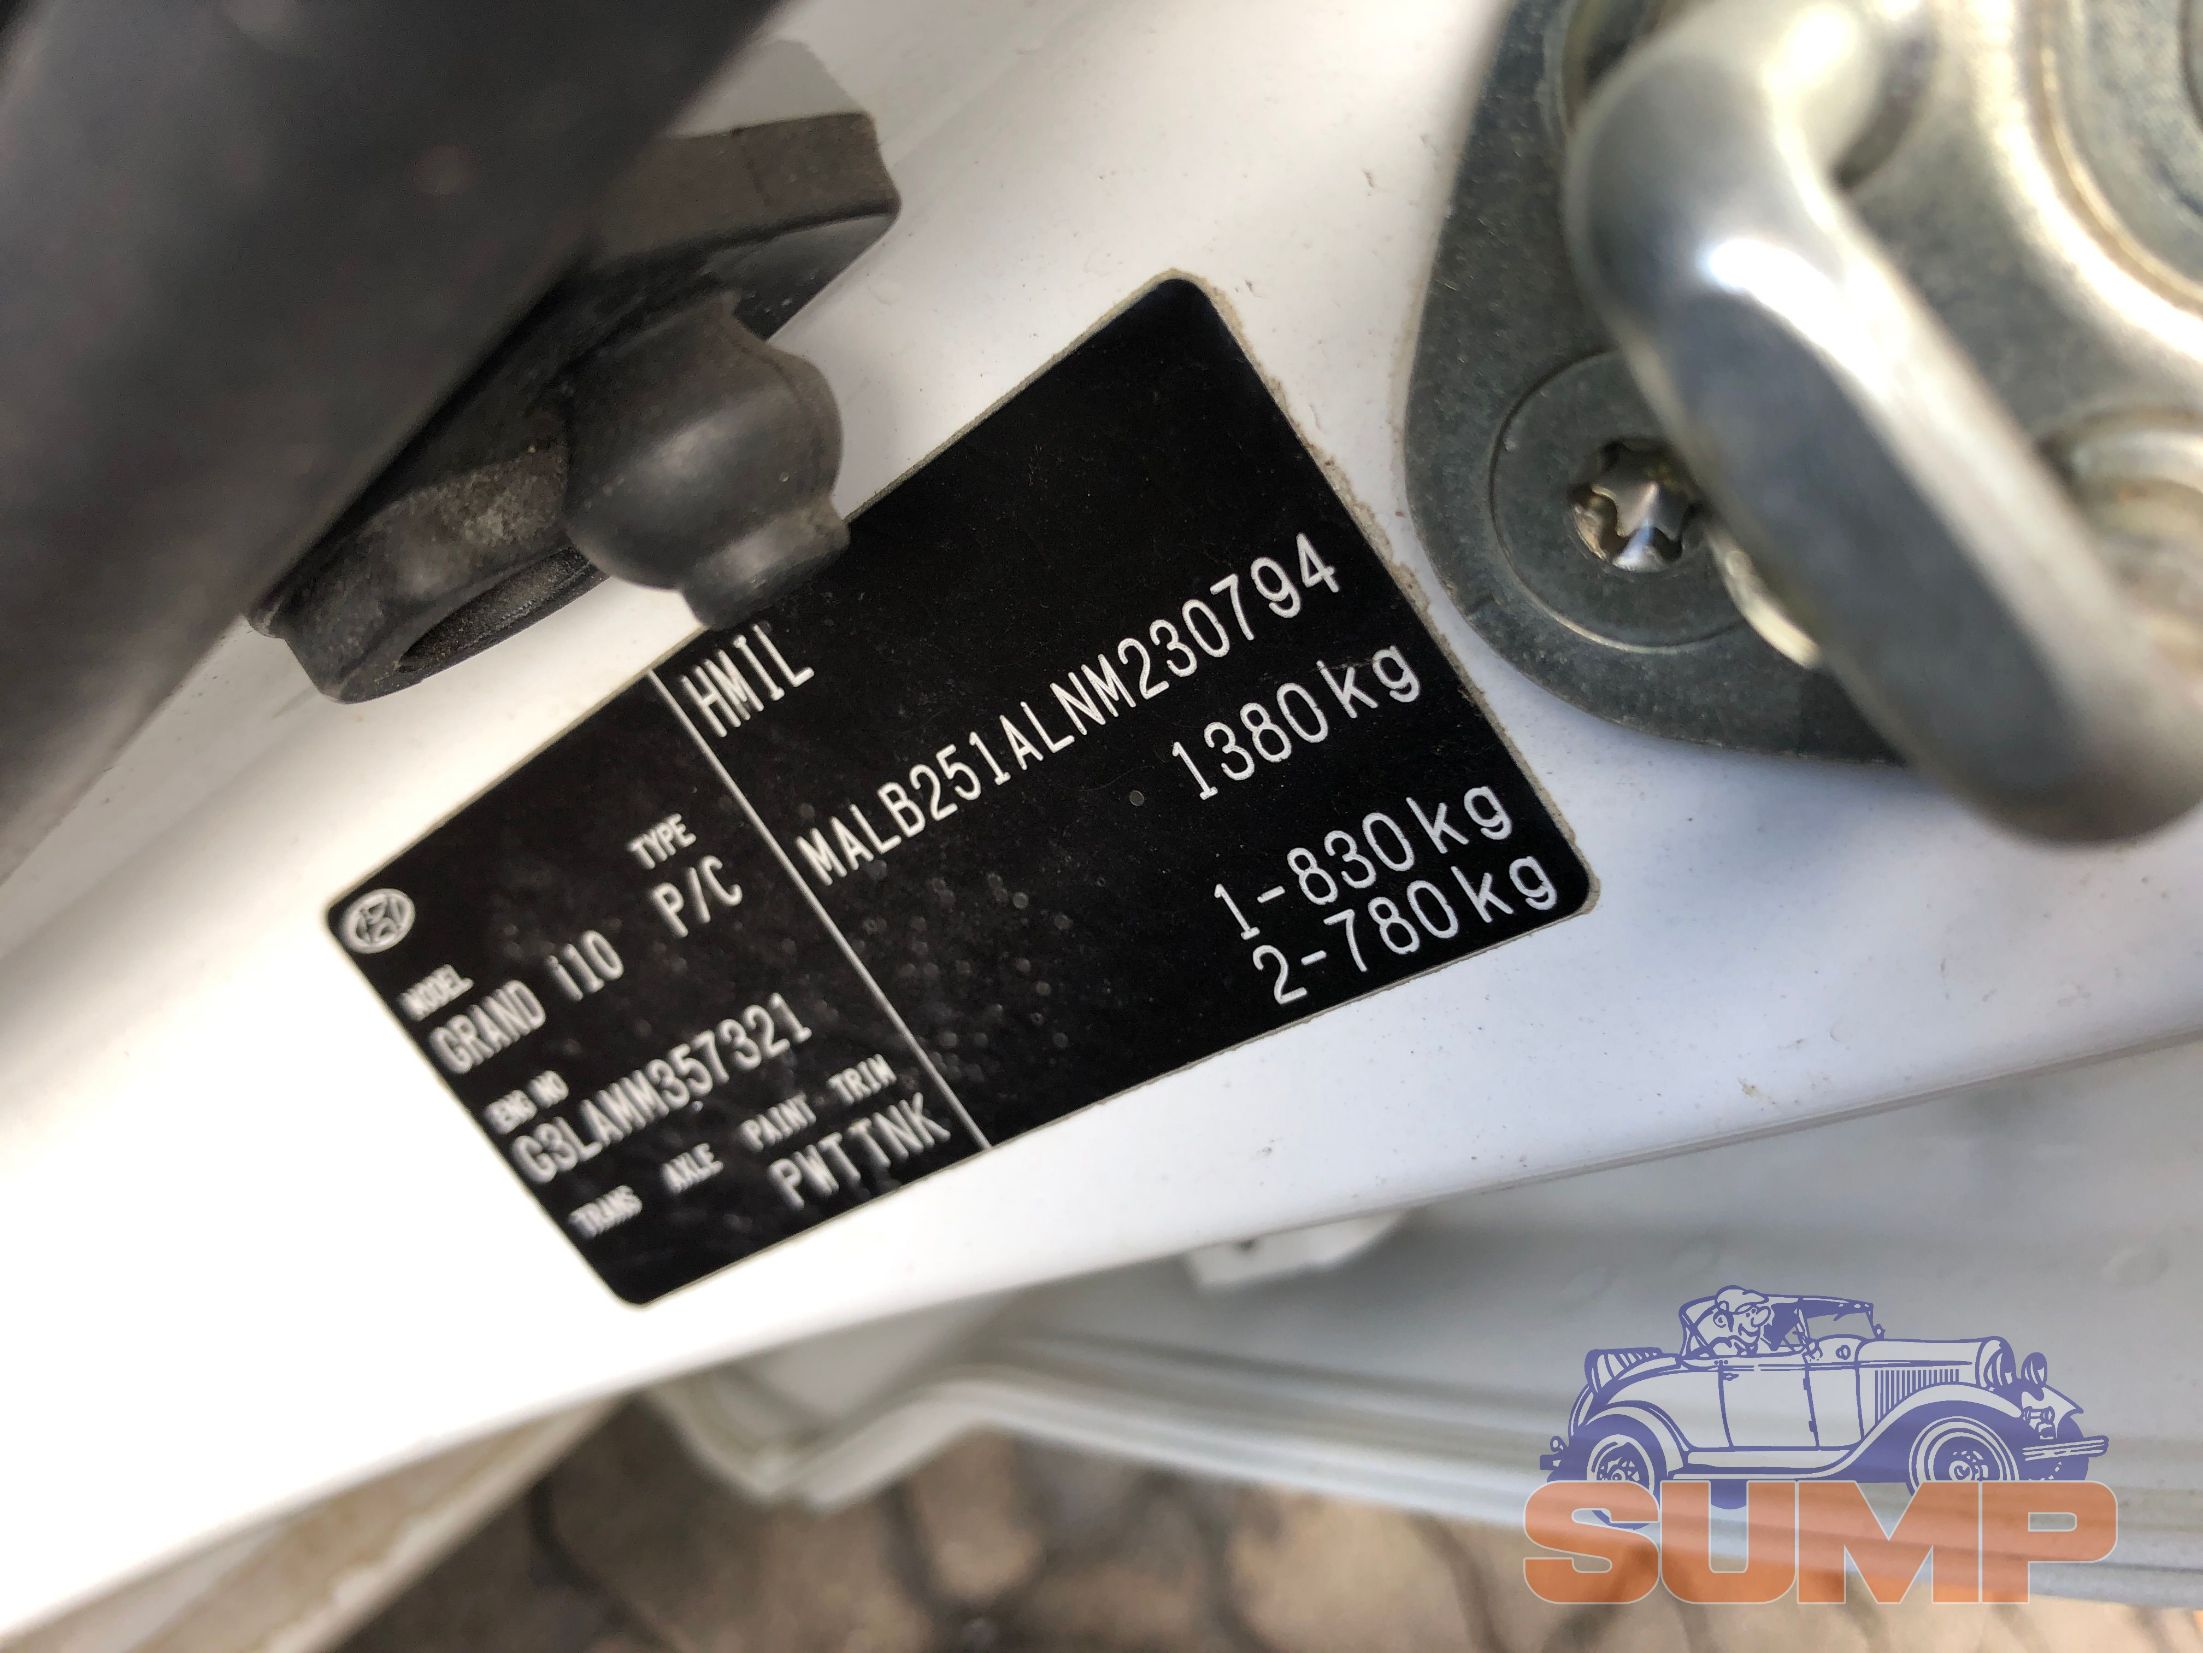 HMIL
MALB251ALNM230794
1380kg
1-830kg
2-780kg
MODEL TYPE
GRAND i10 P/C
ENG NO
G3LAMM357321
TRANS AXLE PAINT TRIM
PWT TNK
SUMP